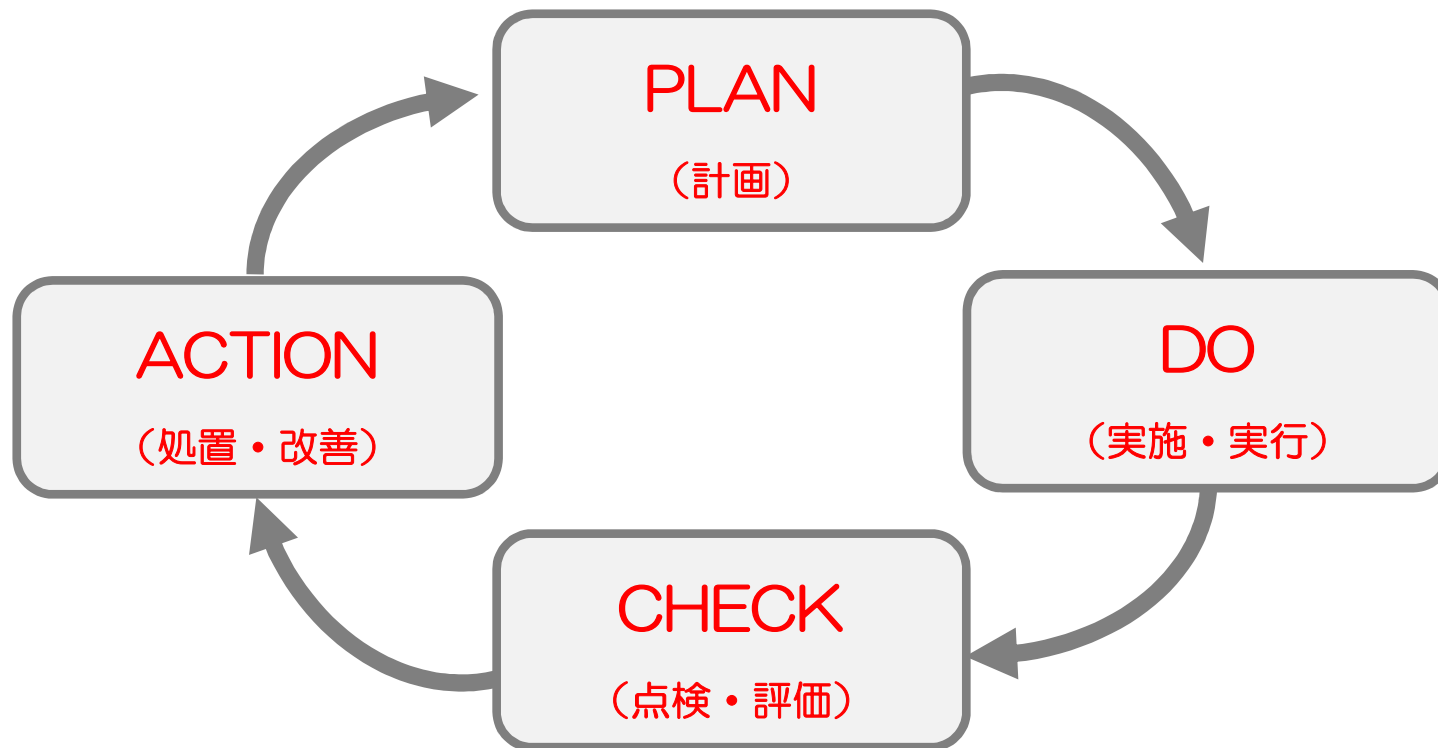 PLAN
（計画）
DO
（実施・実行）
CHECK
（点検・評価）
ACTION
（処置・改善）